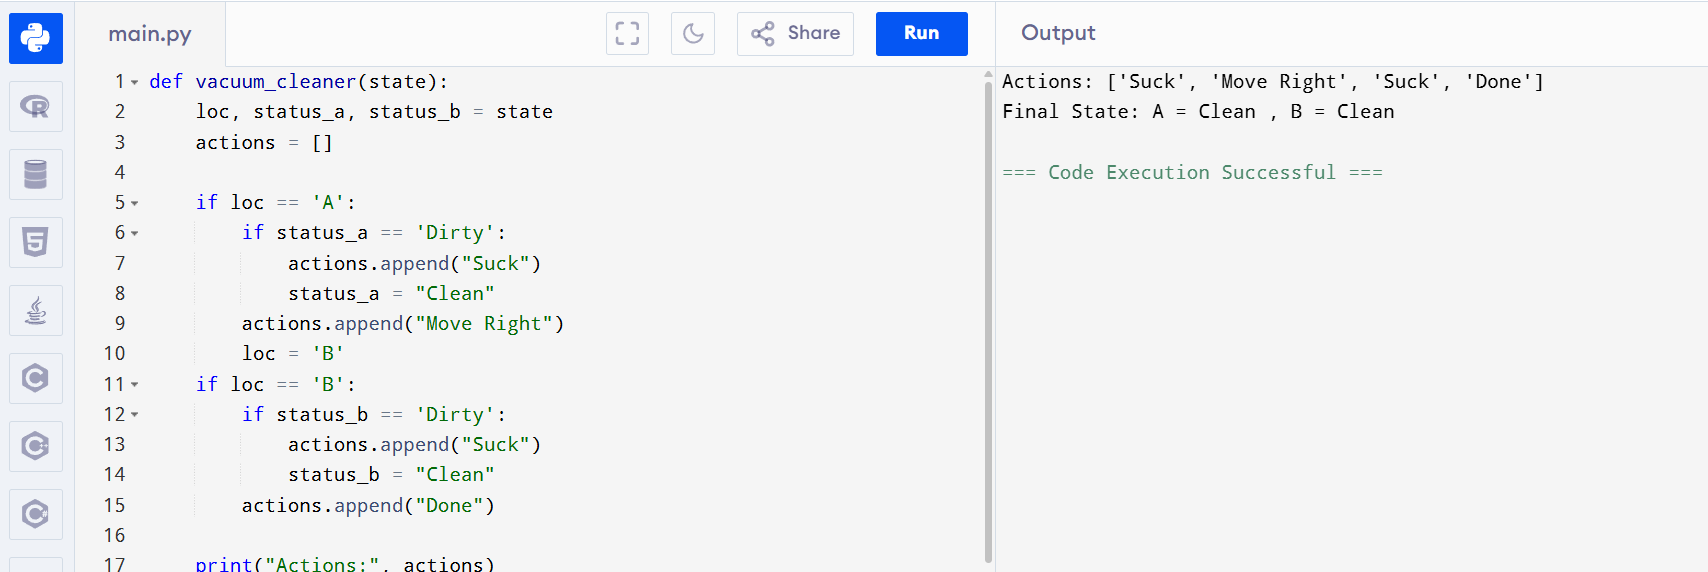 main.py
Share
Run
Output
1 def vacuum_cleaner(state):
2     loc, status_a, status_b = state
3     actions = []
4
5     if loc == 'A':
6         if status_a == 'Dirty':
7             actions.append("Suck")
8             status_a = "Clean"
9         actions.append("Move Right")
10         loc = 'B'
11     if loc == 'B':
12         if status_b == 'Dirty':
13             actions.append("Suck")
14             status_b = "Clean"
15         actions.append("Done")
16
17     print("Actions:", actions)
Actions: ['Suck', 'Move Right', 'Suck', 'Done']
Final State: A = Clean , B = Clean
=== Code Execution Successful ===